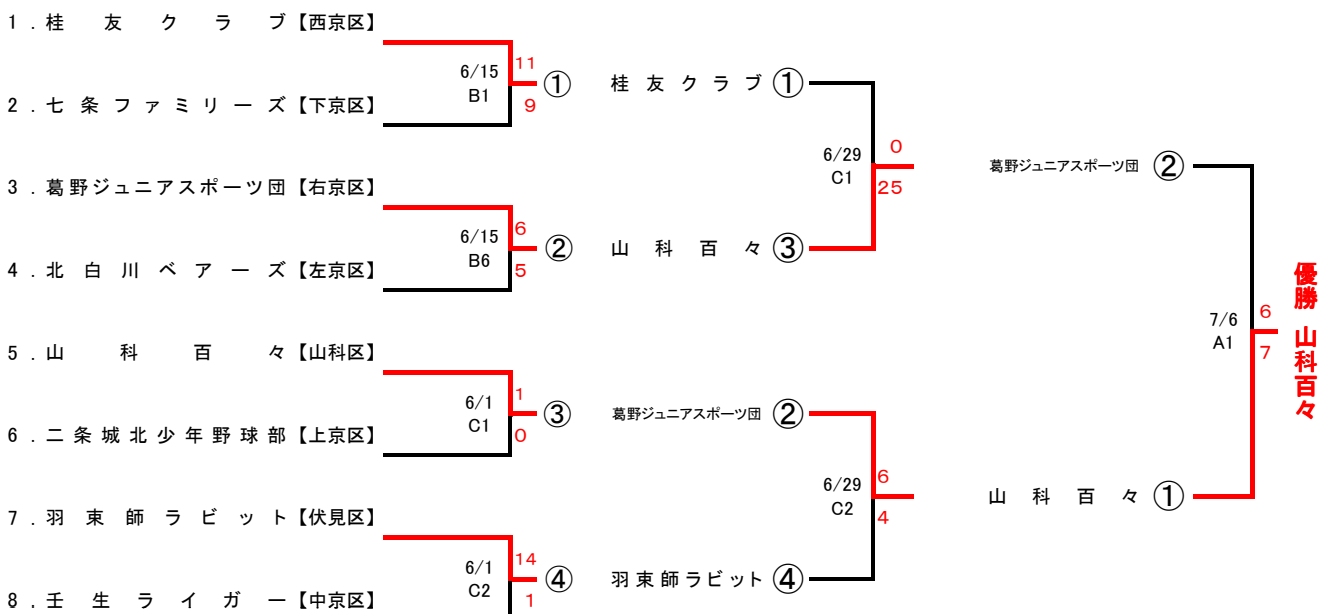 1．桂友クラブ【西京区】
6/15
B1
11
9
①
2．七条ファミリーズ【下京区】
3．葛野ジュニアスポーツ団【右京区】
6/15
B6
6
5
②
4．北白川ベアーズ【左京区】
5．山科百々【山科区】
6/1
C1
1
0
③
6．二条城北少年野球部【上京区】
7．羽束師ラビット【伏見区】
6/1
C2
14
1
④
8．壬生ライガー【中京区】
桂友クラブ①
6/29
C1
0
25
山科百々③
葛野ジュニアスポーツ団②
6/29
C2
6
4
羽束師ラビット④
葛野ジュニアスポーツ団②
7/6
A1
6
7
山科百々①
優勝 山科百々